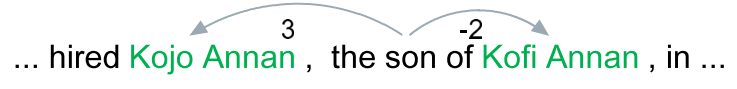 3 -2
... hired Kojo Annan , the son of Kofi Annan , in ...